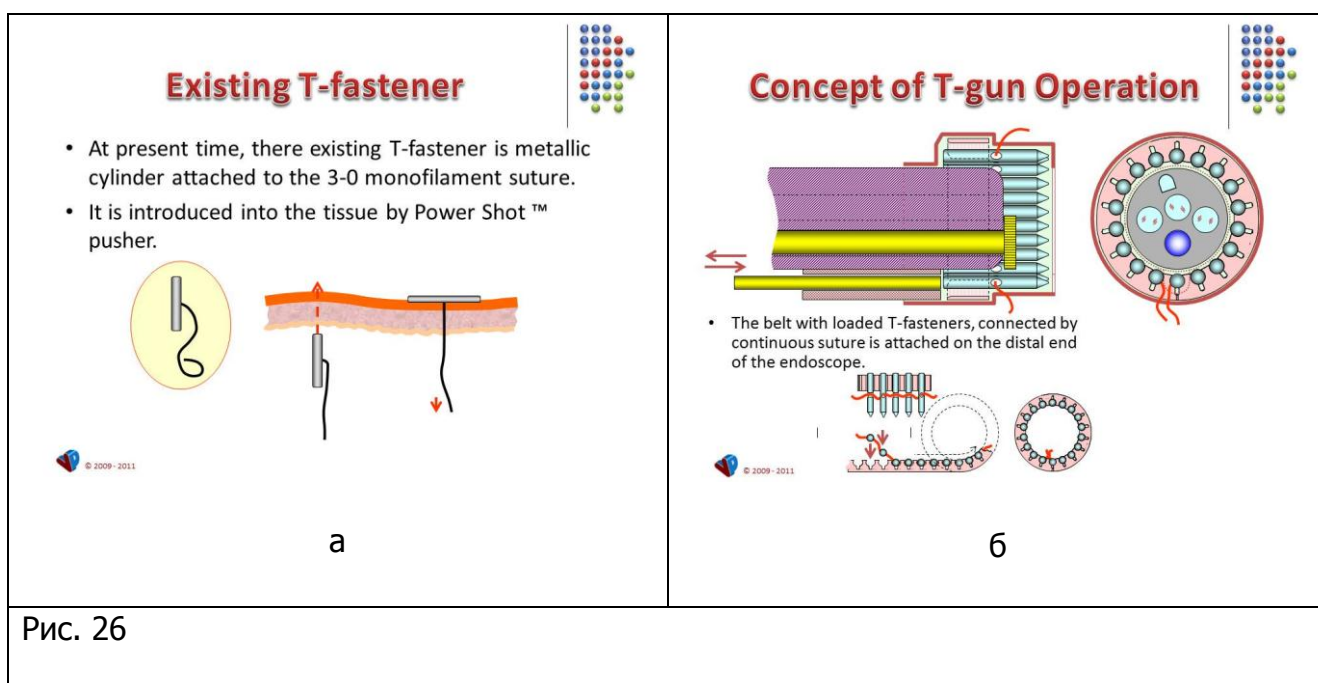 Existing T-fastener
• At present time, there existing T-fastener is metallic
cylinder attached to the 3-0 monofilament suture.
• It is introduced into the tissue by Power Shot ™
pusher.
© 2009 - 2011
а
Concept of T-gun Operation
• The belt with loaded T-fasteners, connected by
continuous suture is attached on the distal end
of the endoscope.
© 2009 - 2011
б
Рис. 26